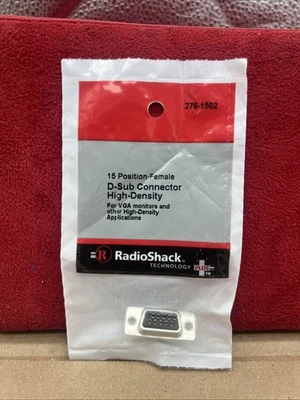 276-1502
15 Position-Female
D-Sub Connector
High-Density
For VGA monitors and
other High-Density
Applications
R RadioShack
TECHNOLOGY PLUS